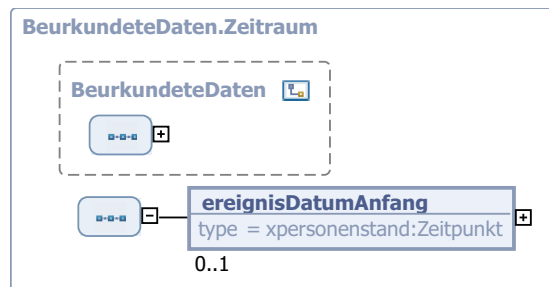 BeurkundeteDaten.Zeitraum
BeurkundeteDaten
ereignisDatumAnfang
type = xpersonenstand:Zeitpunkt
0..1